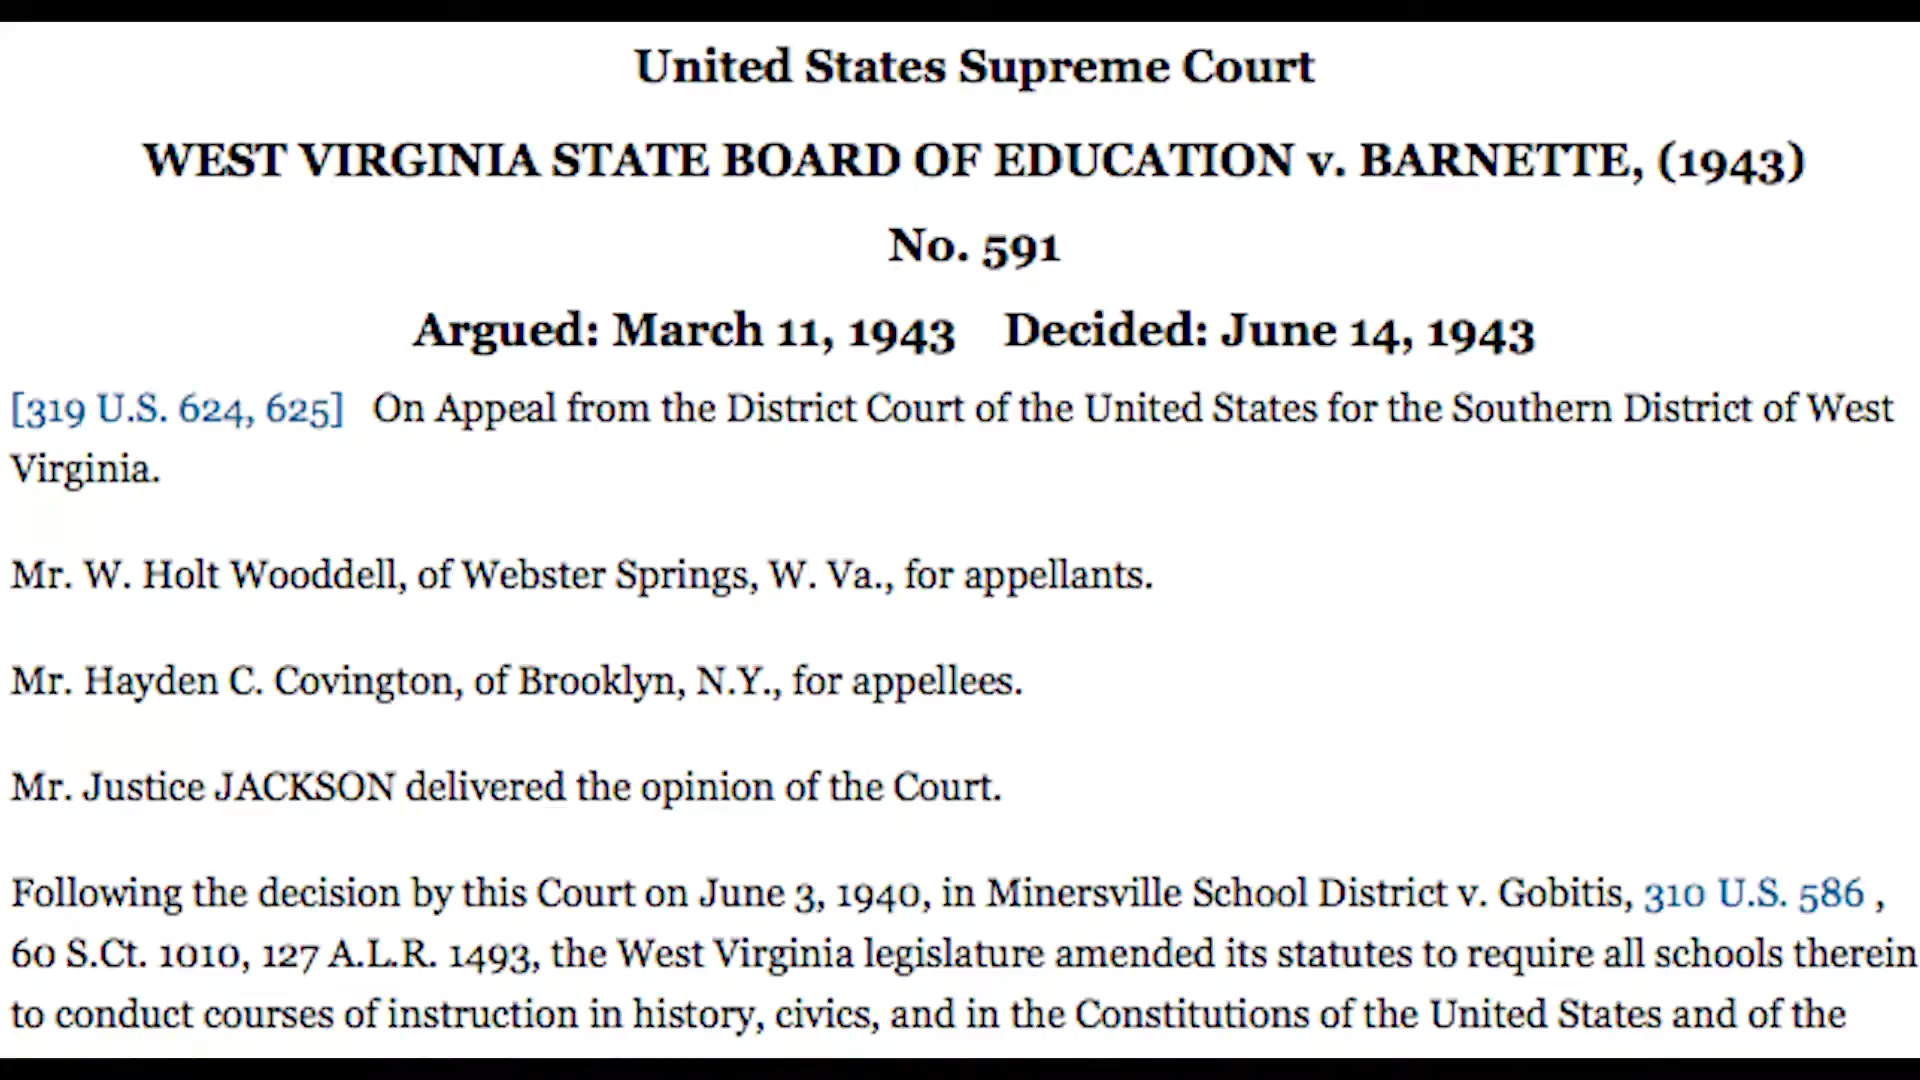 United States Supreme Court
WEST VIRGINIA STATE BOARD OF EDUCATION v. BARNETTE, (1943)
No. 591
Argued: March 11, 1943 Decided: June 14, 1943
[319 U.S. 624, 625] On Appeal from the District Court of the United States for the Southern District of West
Virginia.
Mr. W. Holt Wooddell, of Webster Springs, W. Va., for appellants.
Mr. Hayden C. Covington, of Brooklyn, N.Y., for appellees.
Mr. Justice JACKSON delivered the opinion of the Court.
Following the decision by this Court on June 3, 1940, in Minersville School District v. Gobitis, 310 U.S. 586 ,
60 S.Ct. 1010, 127 A.L.R. 1493, the West Virginia legislature amended its statutes to require all schools therein
to conduct courses of instruction in history, civics, and in the Constitutions of the United States and of the